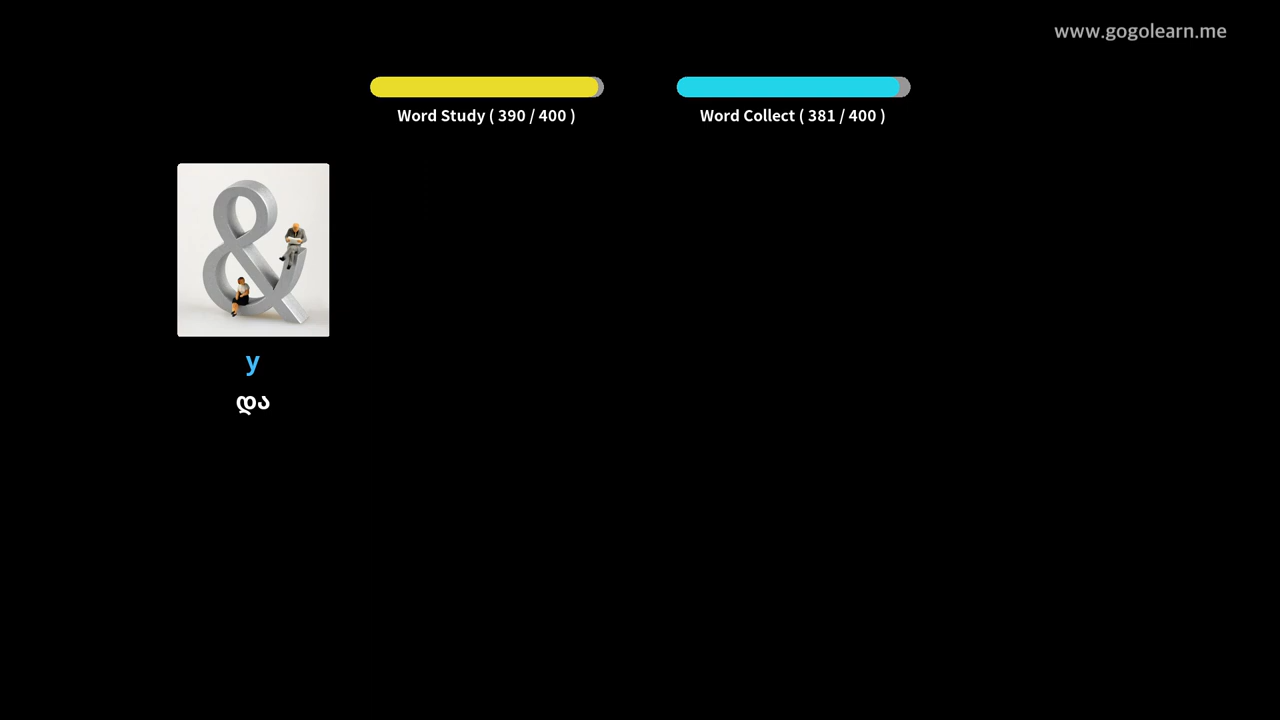 www.gogolearn.me
Word Study ( 390 / 400 )
Word Collect ( 381 / 400 )
&
y
და